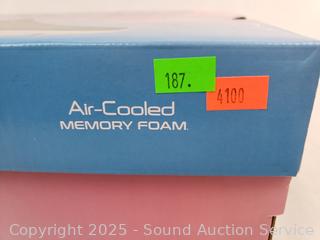 187.
4100
Air-Cooled
MEMORY FOAM.
Copyright © 2025 - Sound Auction Service